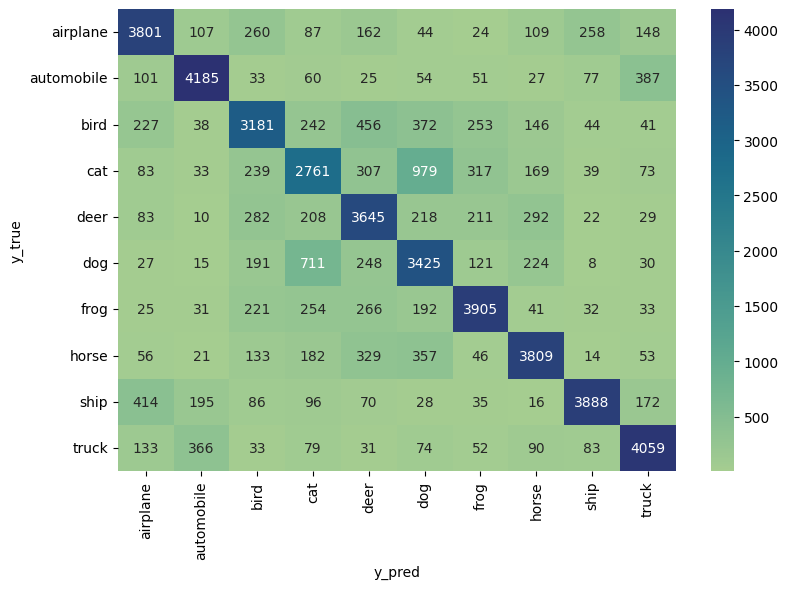 airplane 3801 107 260 87 162 44 24 109 258 148
automobile 101 4185 33 60 25 54 51 27 77 387
bird 227 38 3181 242 456 372 253 146 44 41
cat 83 33 239 2761 307 979 317 169 39 73
deer 83 10 282 208 3645 218 211 292 22 29
dog 27 15 191 711 248 3425 121 224 8 30
frog 25 31 221 254 266 192 3905 41 32 33
horse 56 21 133 182 329 357 46 3809 14 53
ship 414 195 86 96 70 28 35 16 3888 172
truck 133 366 33 79 31 74 52 90 83 4059
airplane automobile bird cat deer dog frog horse ship truck
y_pred
y_true
4000
3500
3000
2500
2000
1500
1000
500